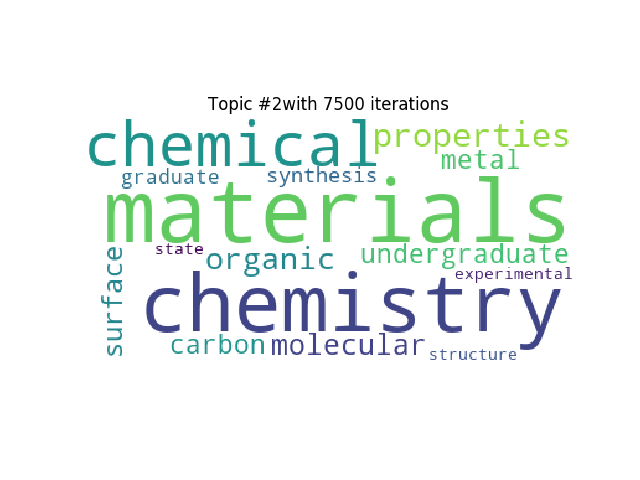 Topic #2with 7500 iterations
chemical
properties
metal
graduate
synthesis
materials
state
organic
undergraduate
experimental
surface
chemistry
carbon
molecular
structure